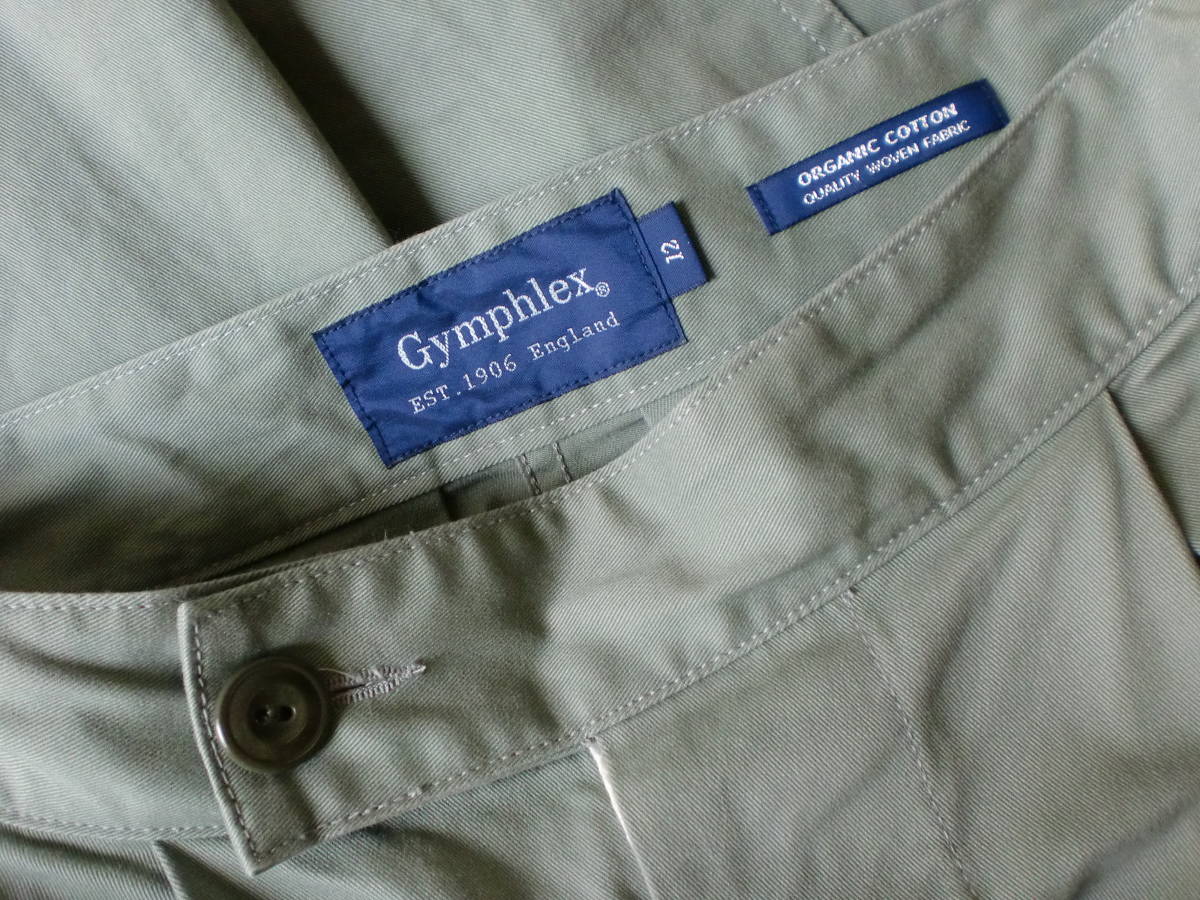 Gymphlex®
EST.1906 England
12
ORGANIC COTTON
QUALITY WOVEN FABRIC